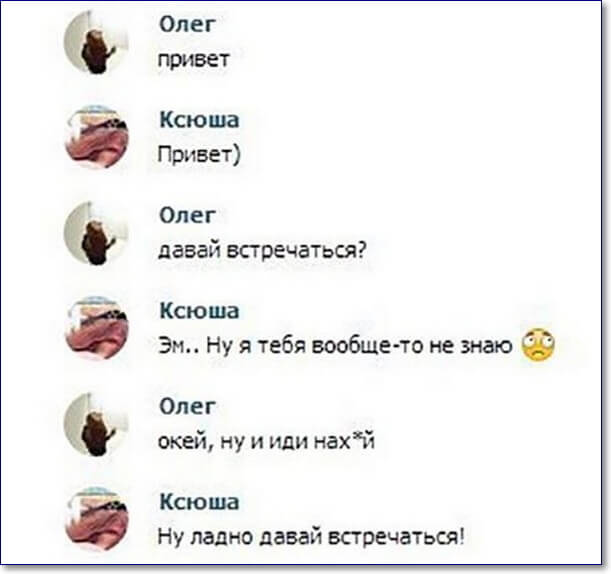 Олег
привет
Ксюша
Привет)
Олег
давай встречаться?
Ксюша
Эм.. Ну я тебя вообще-то не знаю
Олег
окей, ну и иди нах*й
Ксюша
Ну ладно давай встречаться!